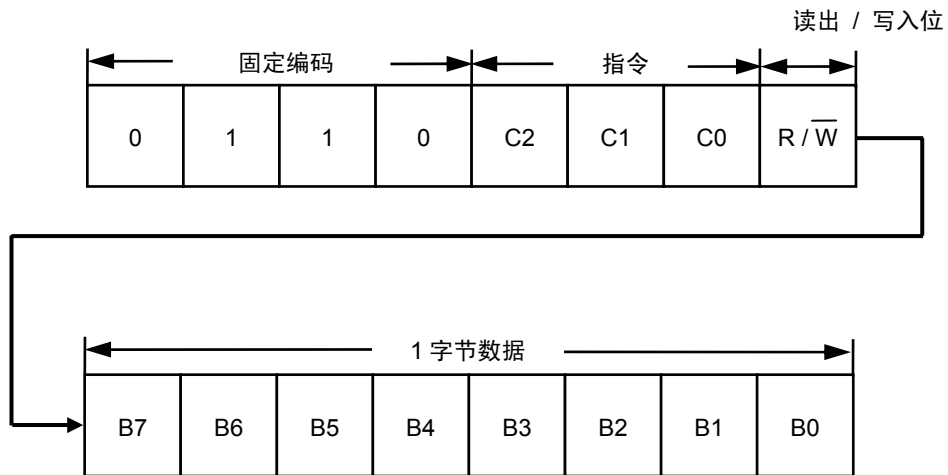 读出 / 写入位
固定编码 指令
0 1 1 0 C2 C1 C0 R / W̅
1 字节数据
B7 B6 B5 B4 B3 B2 B1 B0